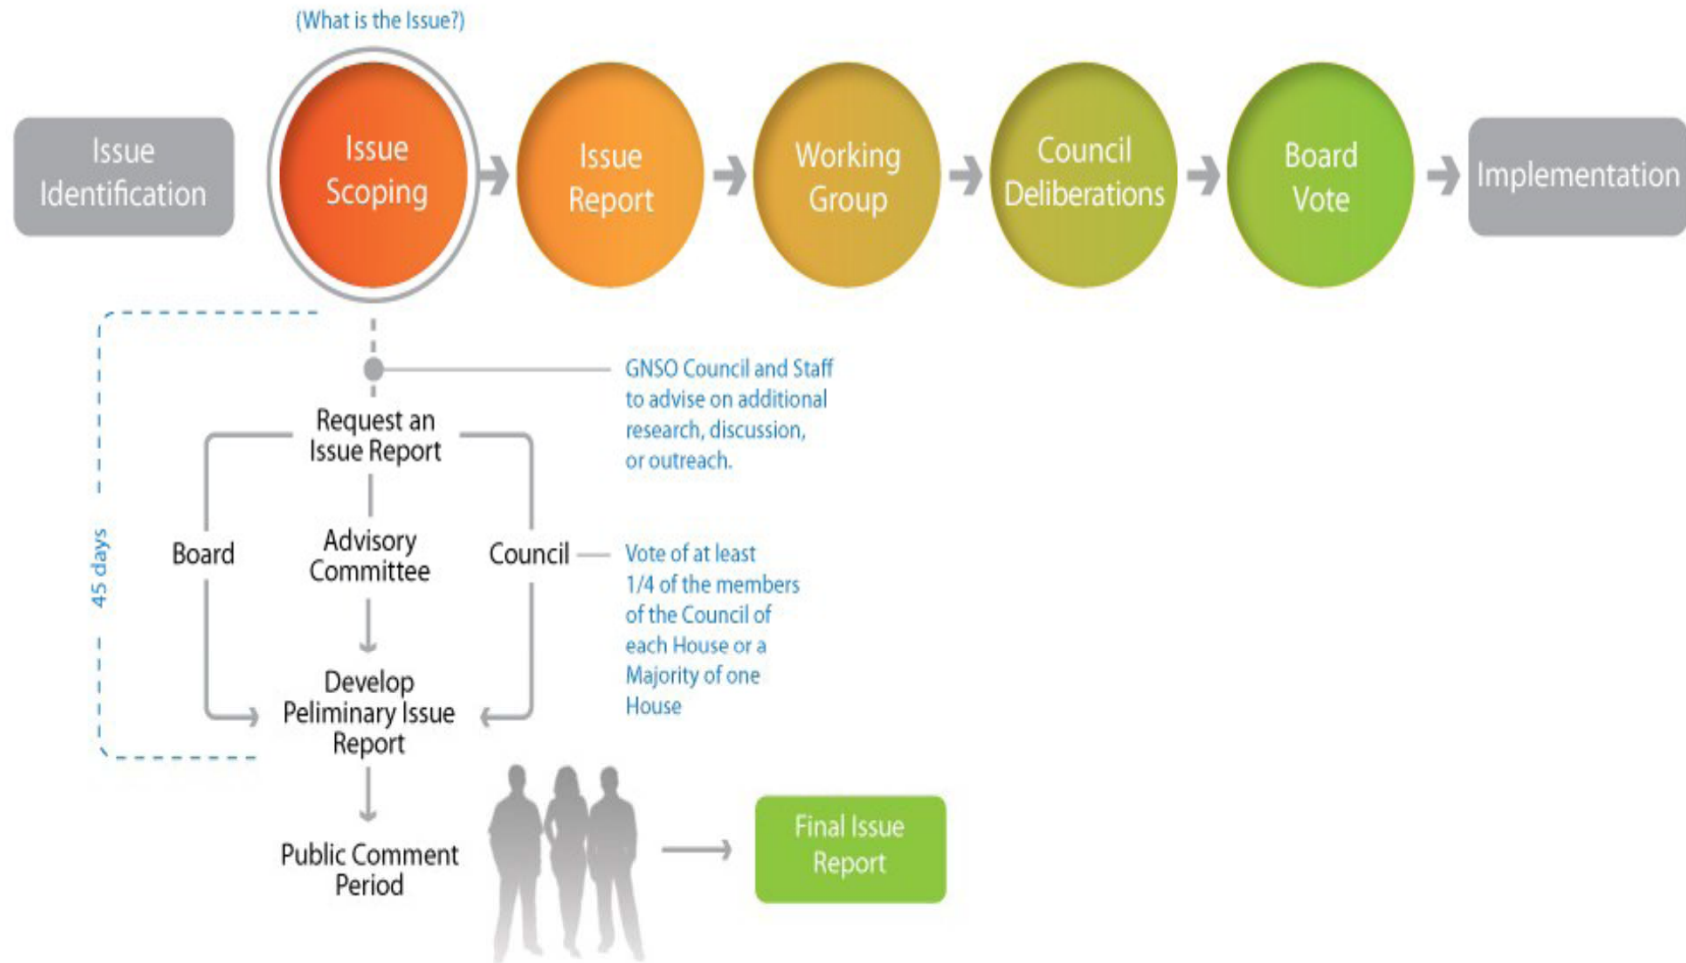 (What is the Issue?)
Issue
Identification
Issue
Scoping
Issue
Report
Working
Group
Council
Deliberations
Board
Vote
Implementation
GNSO Council and Staff
to advise on additional
research, discussion,
or outreach.
Request an
Issue Report
45 days
Board
Advisory
Committee
Council
Vote of at least
1/4 of the members
of the Council of
each House or a
Majority of one
House
Develop
Peliminary Issue
Report
Public Comment
Period
Final Issue
Report